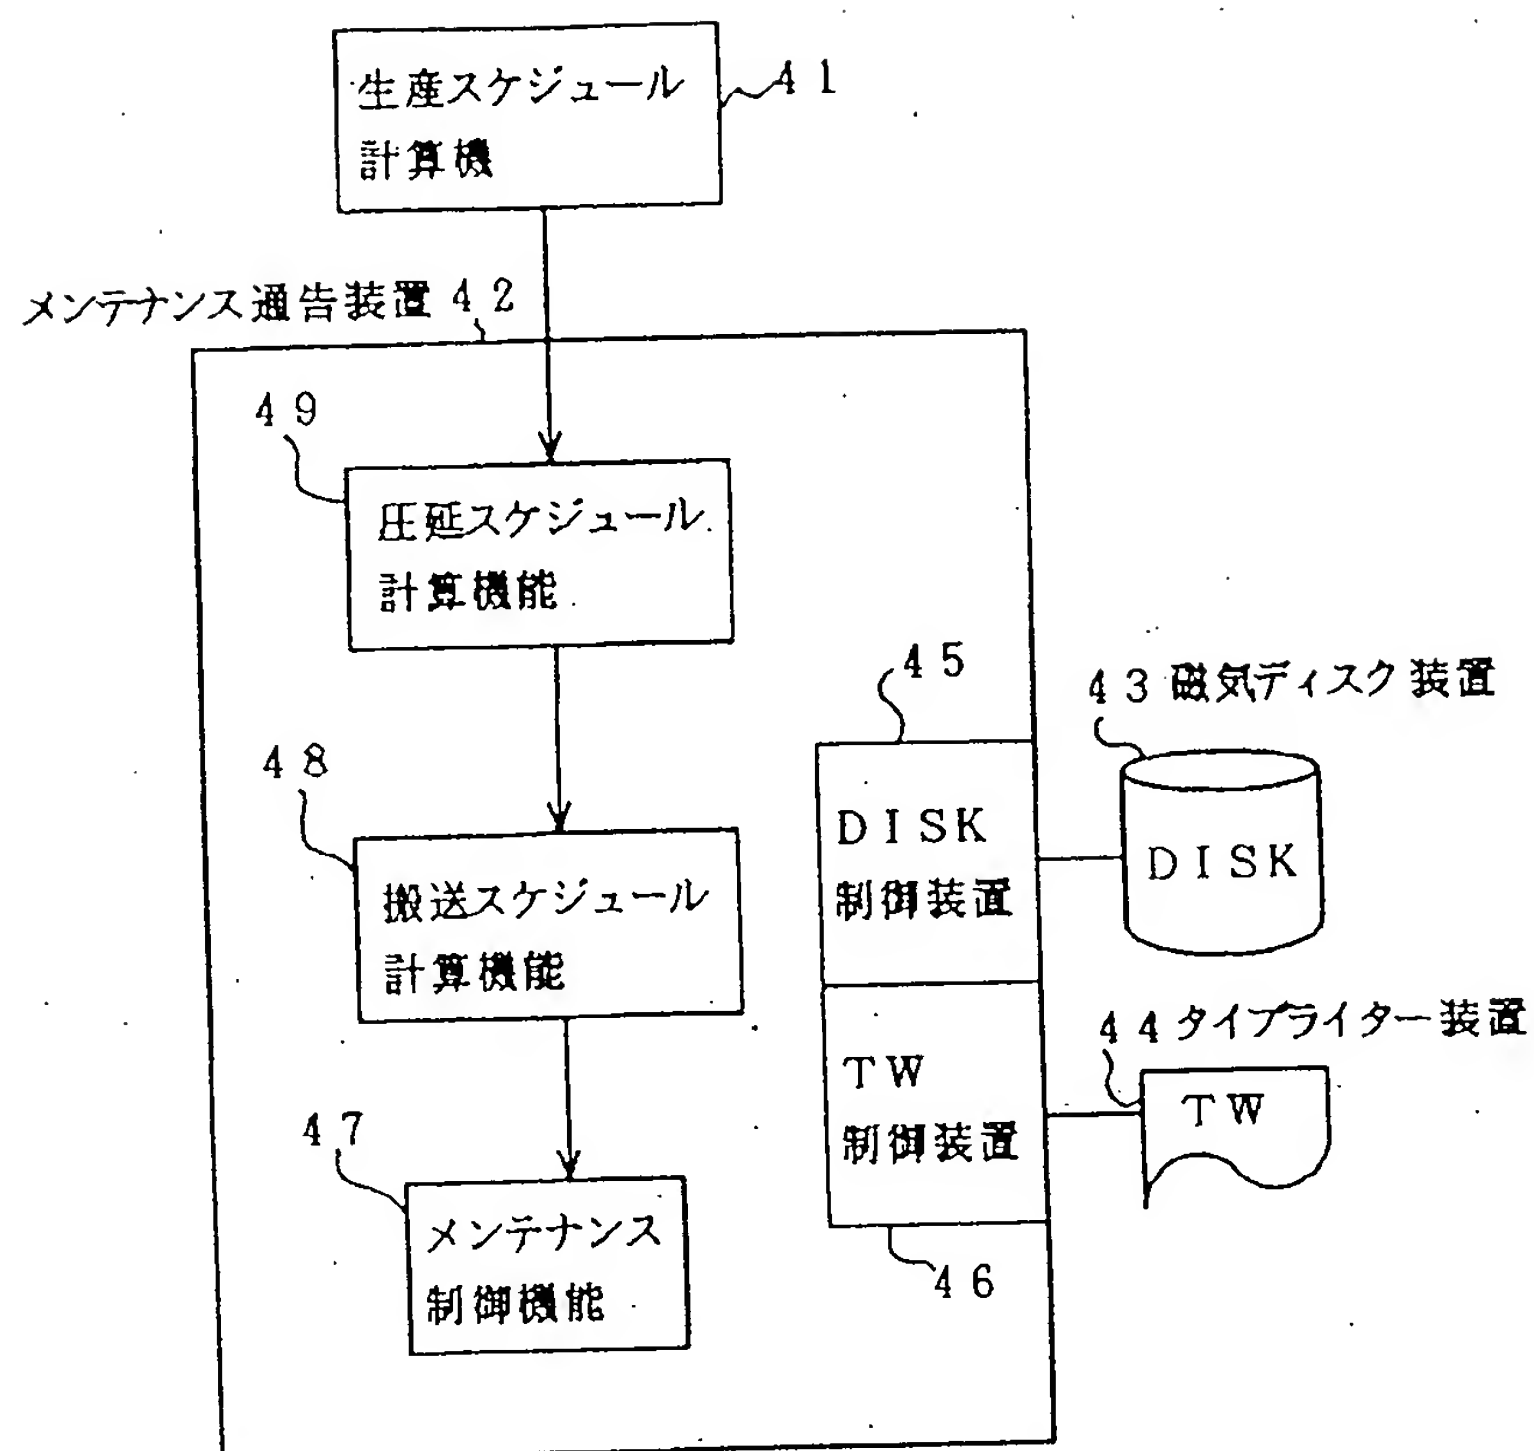 生産スケジュール
計算機
41
メンテナンス通告装置 42
49
圧延スケジュール
計算機能
45
43 磁気ディスク装置
48
DISK
制御装置
DISK
搬送スケジュール
計算機能
44 タイプライター装置
TW
制御装置
TW
47
メンテナンス
制御機能
46